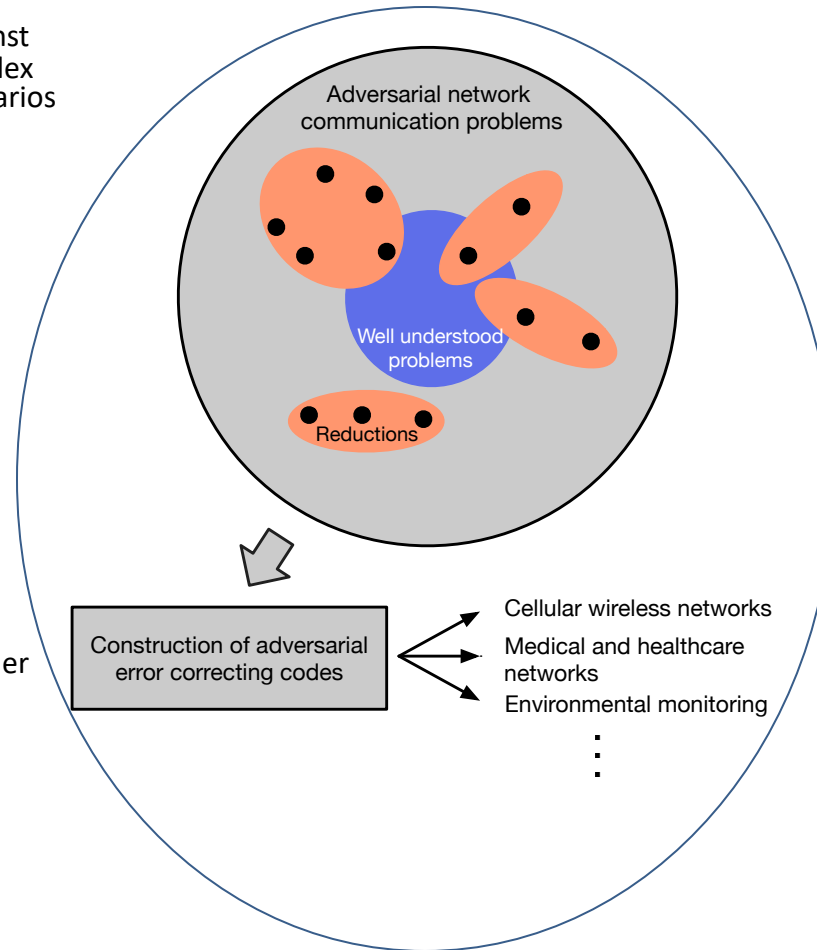 Adversarial network
communication problems
Well understood
problems
Reductions
Construction of adversarial
error correcting codes
Cellular wireless networks
Medical and healthcare
networks
Environmental monitoring